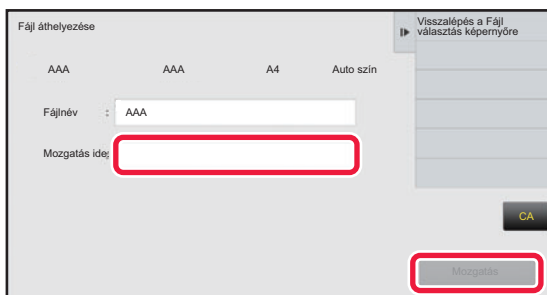 Fájl áthelyezése
Visszalépés a Fájl
választás képernyőre
AAA AAA A4 Auto szín
Fájlnév : AAA
Mozgatás ide:
CA
Mozgatás